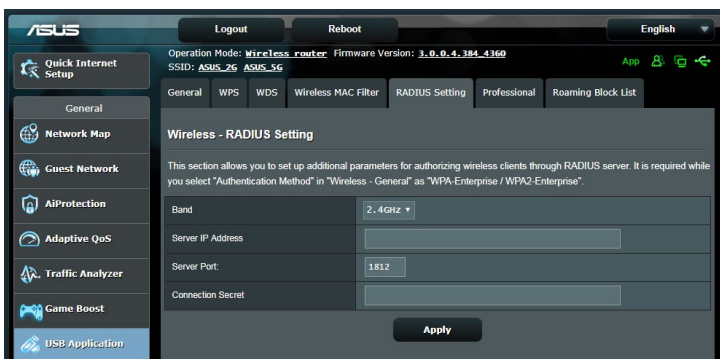 ASUS
Logout
Reboot
English
Quick Internet
Setup
General
Network Map
Guest Network
AiProtection
Adaptive QoS
Traffic Analyzer
Game Boost
USB Application
Operation Mode: Wireless router Firmware Version: 3.0.0.4.384_4360
SSID: ASUS_2G ASUS_5G
App
General WPS WDS Wireless MAC Filter RADIUS Setting Professional Roaming Block List
Wireless - RADIUS Setting
This section allows you to set up additional parameters for authorizing wireless clients through RADIUS server. It is required while
you select "Authentication Method" in "Wireless - General" as "WPA-Enterprise / WPA2-Enterprise".
Band 2.4GHz
Server IP Address
Server Port: 1812
Connection Secret
Apply